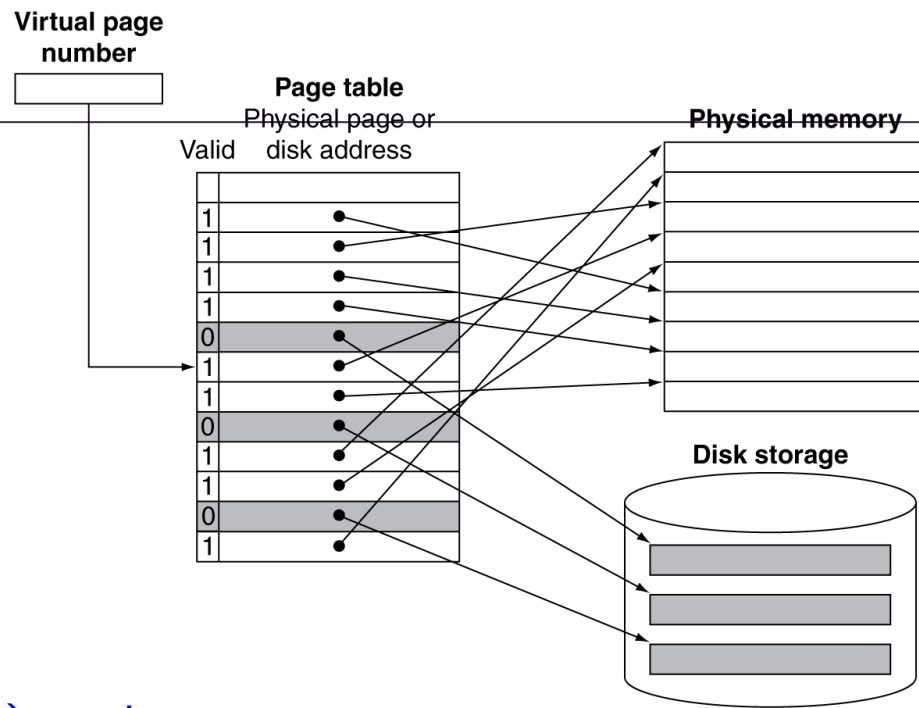 Virtual page
number
Page table
Physical page or
Valid disk address
Physical memory
1
1
1
1
0
1
1
0
1
1
0
1
Disk storage